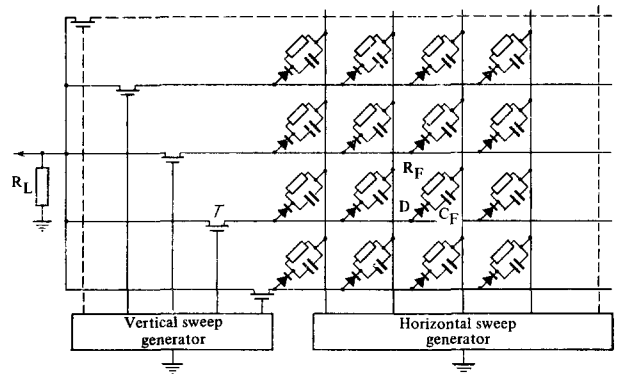 R_F
R_L
D
C_F
T
Vertical sweep
generator
Horizontal sweep
generator